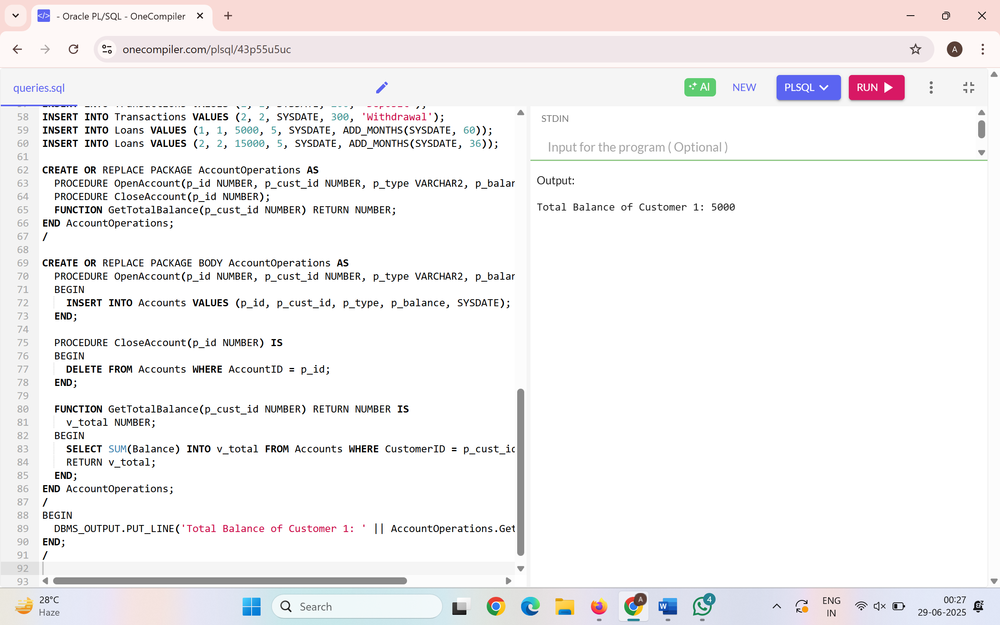 </> - Oracle PL/SQL - OneCompiler
onecompiler.com/plsql/43p55u5uc
A
queries.sql
AI NEW PLSQL RUN
58 INSERT INTO Transactions VALUES (2, 2, SYSDATE, 300, 'Withdrawal');
59 INSERT INTO Loans VALUES (1, 1, 5000, 5, SYSDATE, ADD_MONTHS(SYSDATE, 60));
60 INSERT INTO Loans VALUES (2, 2, 15000, 5, SYSDATE, ADD_MONTHS(SYSDATE, 36));
61
62 CREATE OR REPLACE PACKAGE AccountOperations AS
63 PROCEDURE OpenAccount(p_id NUMBER, p_cust_id NUMBER, p_type VARCHAR2, p_balan
64 PROCEDURE CloseAccount(p_id NUMBER);
65 FUNCTION GetTotalBalance(p_cust_id NUMBER) RETURN NUMBER;
66 END AccountOperations;
67 /
68
69 CREATE OR REPLACE PACKAGE BODY AccountOperations AS
70 PROCEDURE OpenAccount(p_id NUMBER, p_cust_id NUMBER, p_type VARCHAR2, p_balan
71 BEGIN
72 INSERT INTO Accounts VALUES (p_id, p_cust_id, p_type, p_balance, SYSDATE);
73 END;
74
75 PROCEDURE CloseAccount(p_id NUMBER) IS
76 BEGIN
77 DELETE FROM Accounts WHERE AccountID = p_id;
78 END;
79
80 FUNCTION GetTotalBalance(p_cust_id NUMBER) RETURN NUMBER IS
81 v_total NUMBER;
82 BEGIN
83 SELECT SUM(Balance) INTO v_total FROM Accounts WHERE CustomerID = p_cust_id
84 RETURN v_total;
85 END;
86 END AccountOperations;
87 /
88 BEGIN
89 DBMS_OUTPUT.PUT_LINE('Total Balance of Customer 1: ' || AccountOperations.Get
90 END;
91 /
92
93
STDIN
Input for the program ( Optional )
Output:
Total Balance of Customer 1: 5000
28°C
Haze
Search
A
W
4
ENG
IN
00:27
29-06-2025